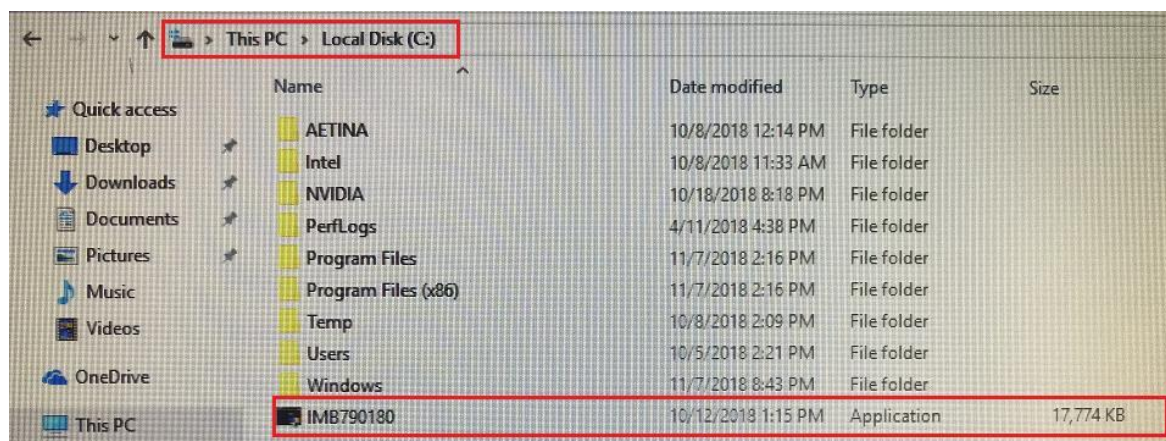 This PC > Local Disk (C:)
Name Date modified Type Size
Quick access
Desktop
Downloads
Documents
Pictures
Music
Videos
OneDrive
This PC
AETINA 10/8/2018 12:14 PM File folder
Intel 10/8/2018 11:33 AM File folder
NVIDIA 10/18/2018 8:18 PM File folder
PerfLogs 4/11/2018 4:38 PM File folder
Program Files 11/7/2018 2:16 PM File folder
Program Files (x86) 11/7/2018 2:16 PM File folder
Temp 10/8/2018 2:09 PM File folder
Users 10/5/2018 2:21 PM File folder
Windows 11/7/2018 8:43 PM File folder
IMB790180 10/12/2018 1:15 PM Application 17,774 KB